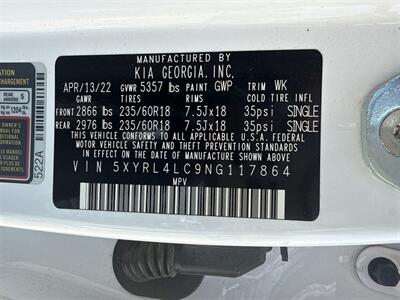 MANUFACTURED BY
KIA GEORGIA, INC.
APR/13/22 GVWR 5357 lbs PAINT GWP TRIM WK
GAWR TIRES RIMS COLD TIRE INFL
FRONT 2866 lbs 235/60R18 7.5Jx18 35psi SINGLE
REAR 2976 lbs 235/60R18 7.5Jx18 35psi SINGLE
THIS VEHICLE CONFORMS TO ALL APPLICABLE U.S.A. FEDERAL
MOTOR VEHICLE SAFETY STANDARDS IN EFFECT ON
THE DATE OF MANUFACTURE SHOWN ABOVE.
VIN 5XYRL4LC9NG117864
MPV
REAR
ARRIÈRE 5
522A